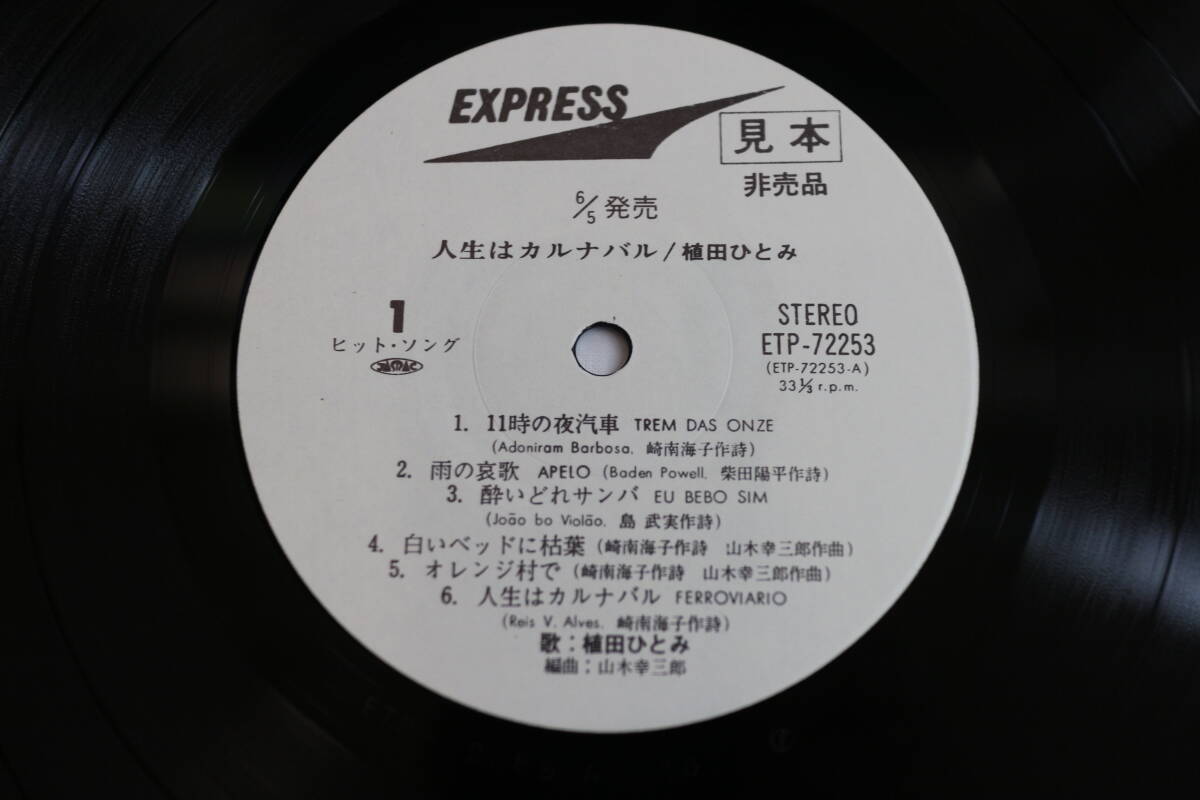 EXPRESS
見本
非売品
6/5 発売
人生はカルナバル/植田ひとみ
1
ヒット・ソング
JASRAC
STEREO
ETP-72253
(ETP-72253-A)
33⅓ r.p.m.
1. 11時の夜汽車 TREM DAS ONZE
(Adoniram Barbosa, 崎南海子作詩)
2. 雨の哀歌 APELO (Baden Powell, 柴田陽平作詩)
3. 酔いどれサンバ EU BEBO SIM
(João bo Violão, 島 武実作詩)
4. 白いベッドに枯葉 (崎南海子作詩 山木幸三郎作曲)
5. オレンジ村で (崎南海子作詩 山木幸三郎作曲)
6. 人生はカルナバル FERROVIARIO
(Reis V. Alves, 崎南海子作詩)
歌：植田ひとみ
編曲：山木幸三郎